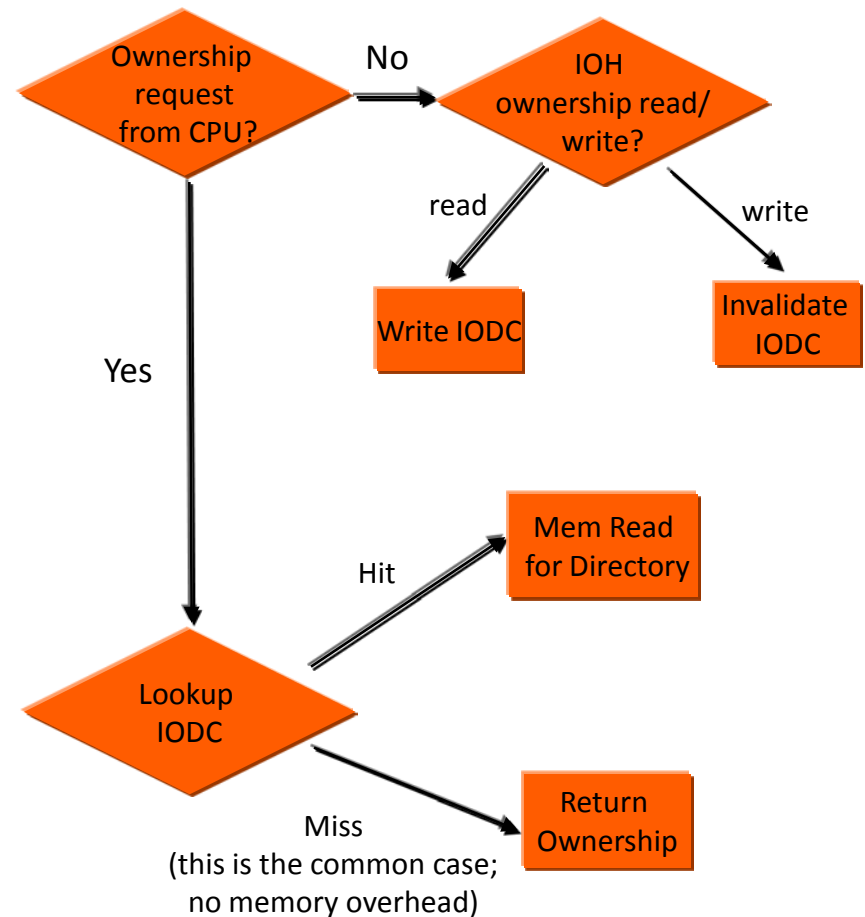 Ownership
request
from CPU?
No
IOH
ownership read/
write?
read
write
Write IODC
Invalidate
IODC
Yes
Mem Read
for Directory
Hit
Lookup
IODC
Return
Ownership
Miss
(this is the common case;
no memory overhead)